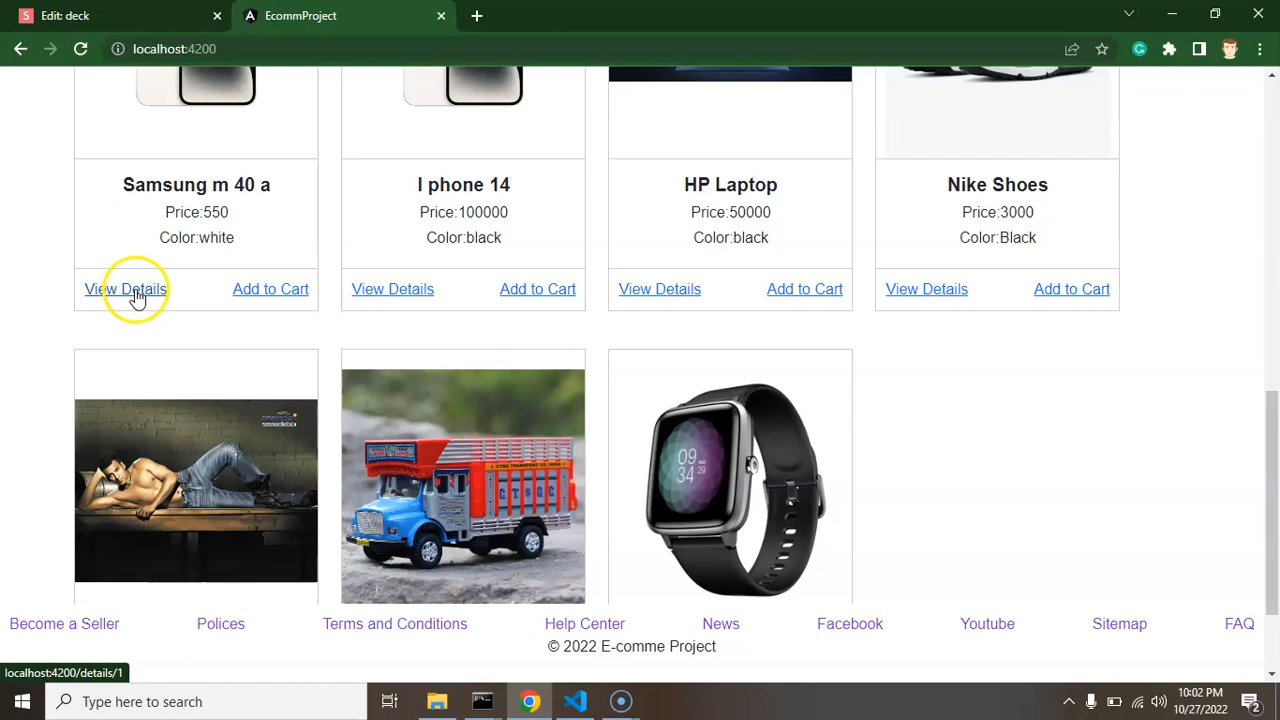 Edit: deck
EcommProject
localhost:4200
Samsung m 40 a
Price:550
Color:white
View Details
Add to Cart
I phone 14
Price:100000
Color:black
View Details
Add to Cart
HP Laptop
Price:50000
Color:black
View Details
Add to Cart
Nike Shoes
Price:3000
Color:Black
View Details
Add to Cart
09
34
Become a Seller
Polices
Terms and Conditions
Help Center
News
Facebook
Youtube
Sitemap
FAQ
© 2022 E-comme Project
localhost:4200/details/1
Type here to search
10:02 PM
10/27/2022
2